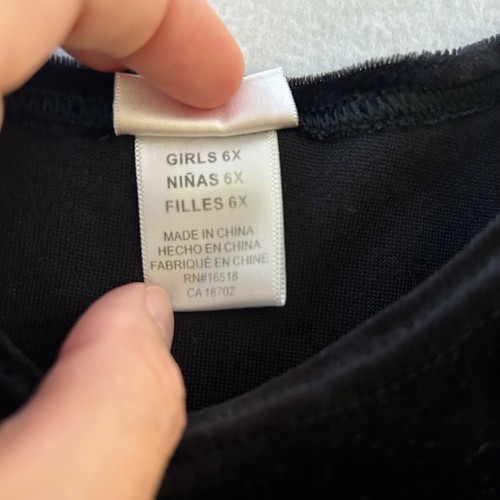 GIRLS 6X
NIÑAS 6X
FILLES 6X
MADE IN CHINA
HECHO EN CHINA
FABRIQUÉ EN CHINE
RN#16518
CA 16702